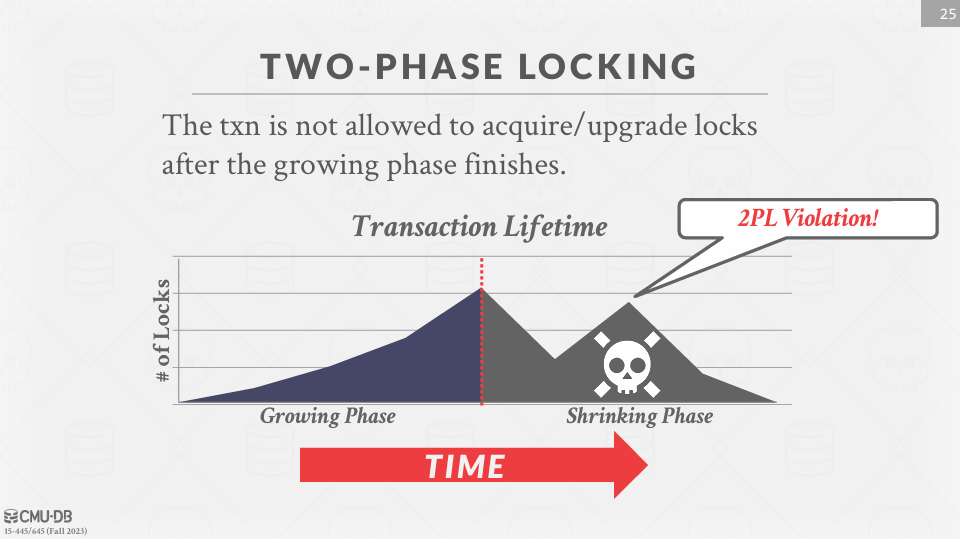 25
TWO-PHASE LOCKING
The txn is not allowed to acquire/upgrade locks
after the growing phase finishes.
Transaction Lifetime
2PL Violation!
# of Locks
Growing Phase
Shrinking Phase
TIME
CMU·DB
15-445/645 (Fall 2023)